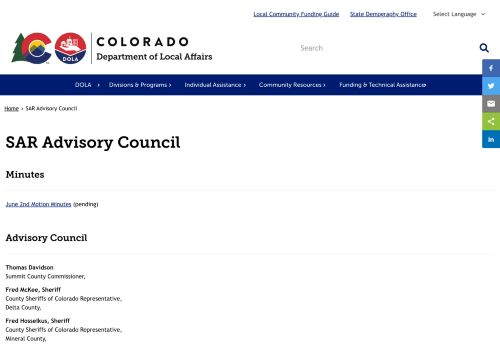 Local Community Funding Guide State Demography Office Select Language
COLORADO
Department of Local Affairs
DOLA
Search
DOLA Divisions & Programs Individual Assistance Community Resources Funding & Technical Assistance
Home > SAR Advisory Council
SAR Advisory Council
Minutes
June 2nd Motion Minutes (pending)
Advisory Council
Thomas Davidson
Summit County Commissioner,
Fred McKee, Sheriff
County Sheriffs of Colorado Representative,
Delta County,
Fred Hosselkus, Sheriff
County Sheriffs of Colorado Representative,
Mineral County,